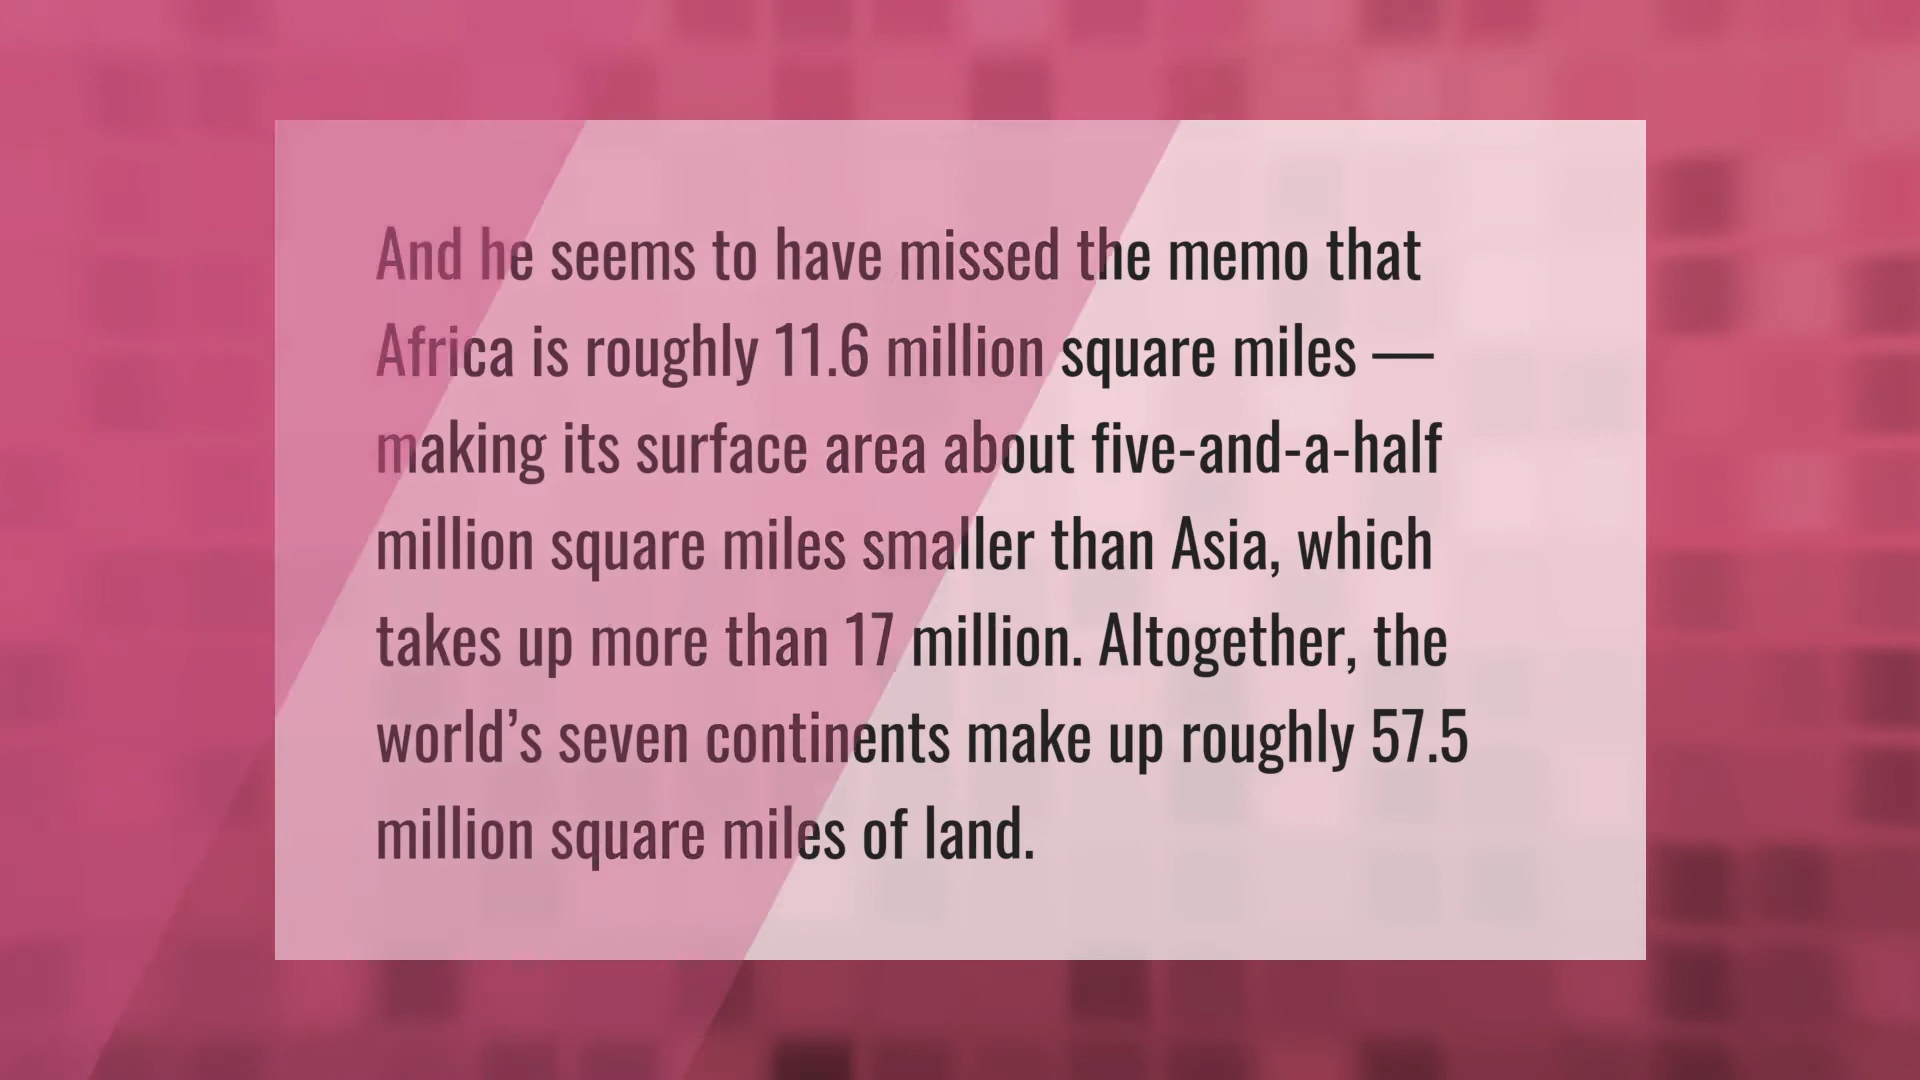 And he seems to have missed the memo that
Africa is roughly 11.6 million square miles —
making its surface area about five-and-a-half
million square miles smaller than Asia, which
takes up more than 17 million. Altogether, the
world’s seven continents make up roughly 57.5
million square miles of land.